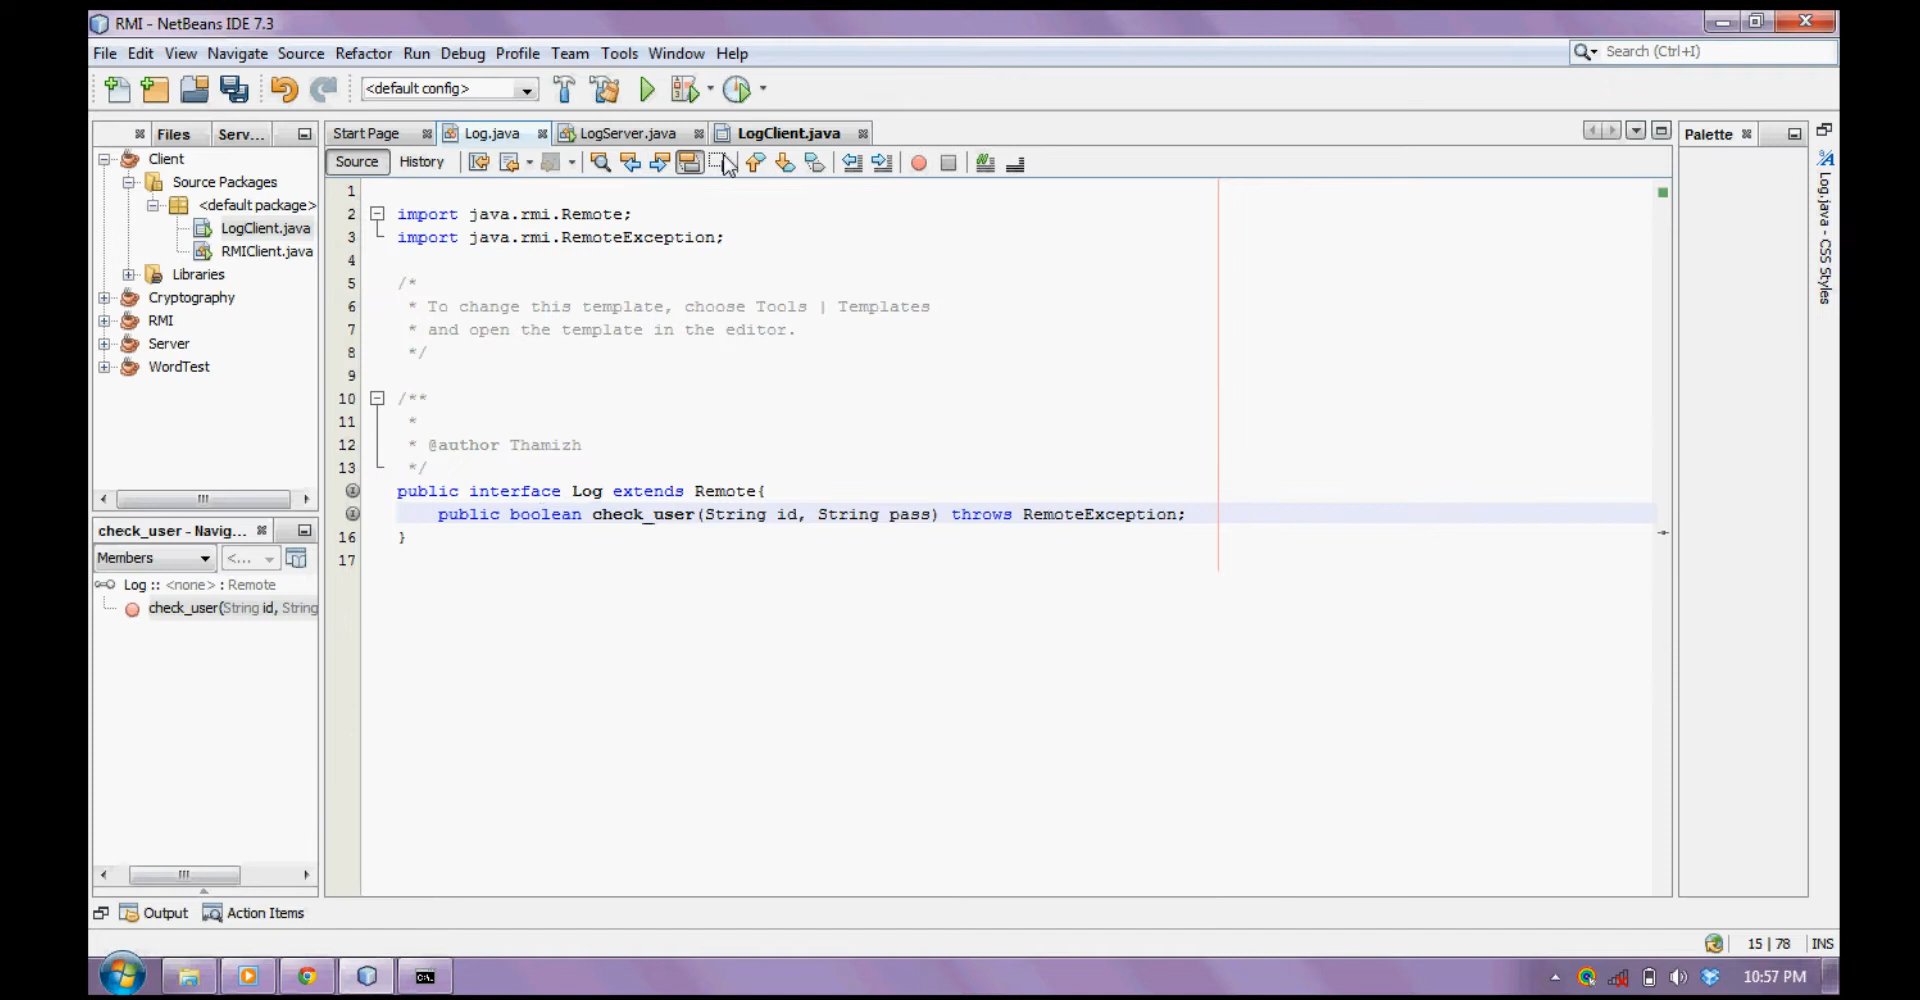 RMI - NetBeans IDE 7.3
File Edit View Navigate Source Refactor Run Debug Profile Team Tools Window Help
Search (Ctrl+I)
<default config>
Files Serv...
Start Page Log.java LogServer.java LogClient.java
Palette
Source History
Client
Source Packages
<default package>
LogClient.java
RMIClient.java
Libraries
Cryptography
RMI
Server
WordTest
1
2 import java.rmi.Remote;
3 import java.rmi.RemoteException;
4
5 /*
6 * To change this template, choose Tools | Templates
7 * and open the template in the editor.
8 */
9
10 /**
11 *
12 * @author Thamizh
13 */
public interface Log extends Remote{
public boolean check_user(String id, String pass) throws RemoteException;
16 }
17
Log.java - CSS Styles
check_user - Navig...
Members <...
Log :: <none> : Remote
check_user(String id, String
Output Action Items
15 | 78 INS
C:\.
10:57 PM